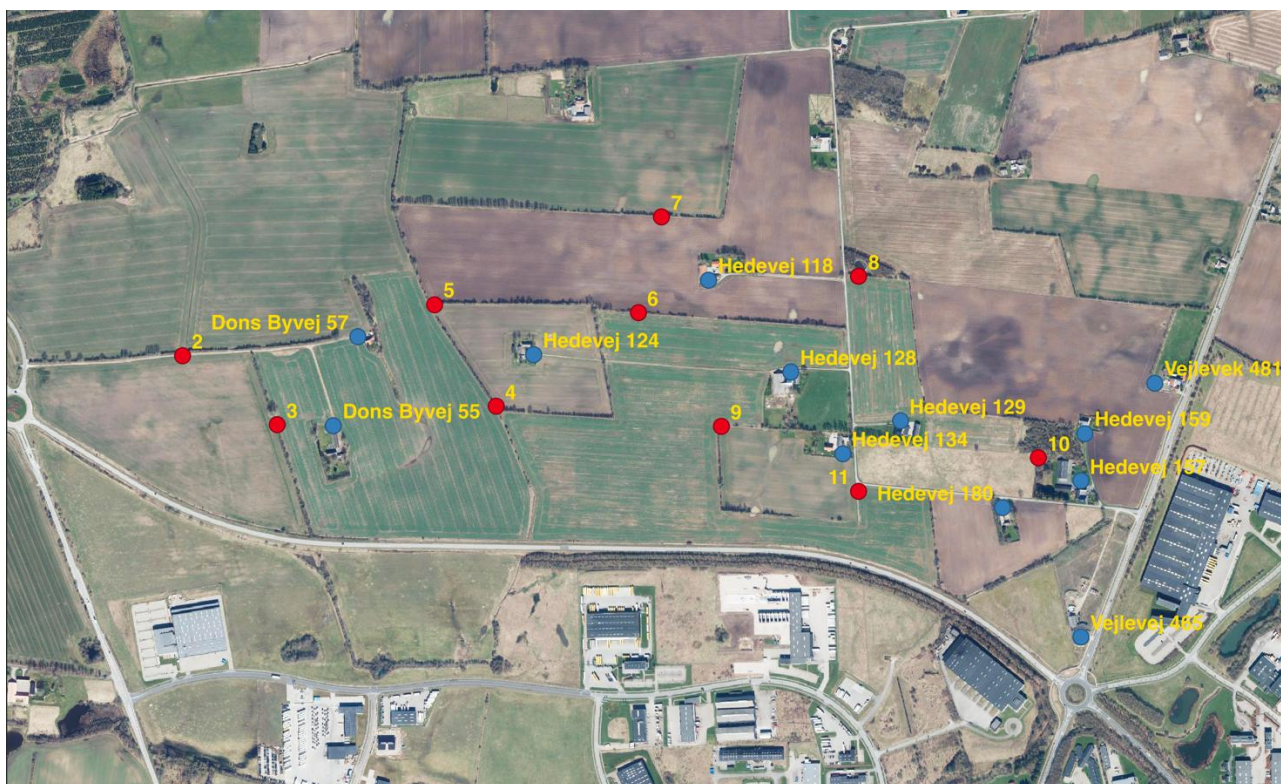 7
Hedevej 118
8
5
6
Dons Byvej 57
2
Hedevej 124
Hedevej 128
Vejlevek 481
4
3
Dons Byvej 55
9
Hedevej 129
Hedevej 159
Hedevej 134
10
Hedevej 157
11
Hedevej 180
Vejlevej 465